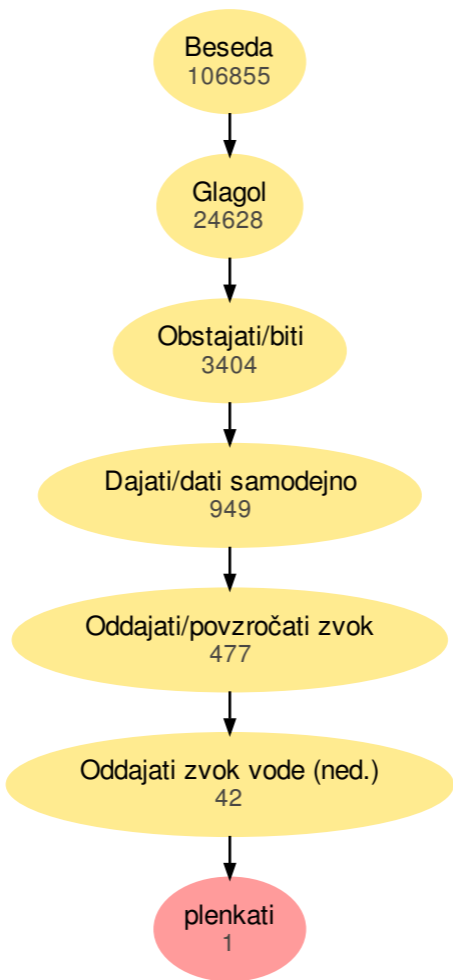 Beseda
106855
Glagol
24628
Obstajati/biti
3404
Dajati/dati samodejno
949
Oddajati/povzročati zvok
477
Oddajati zvok vode (ned.)
42
plenkati
1